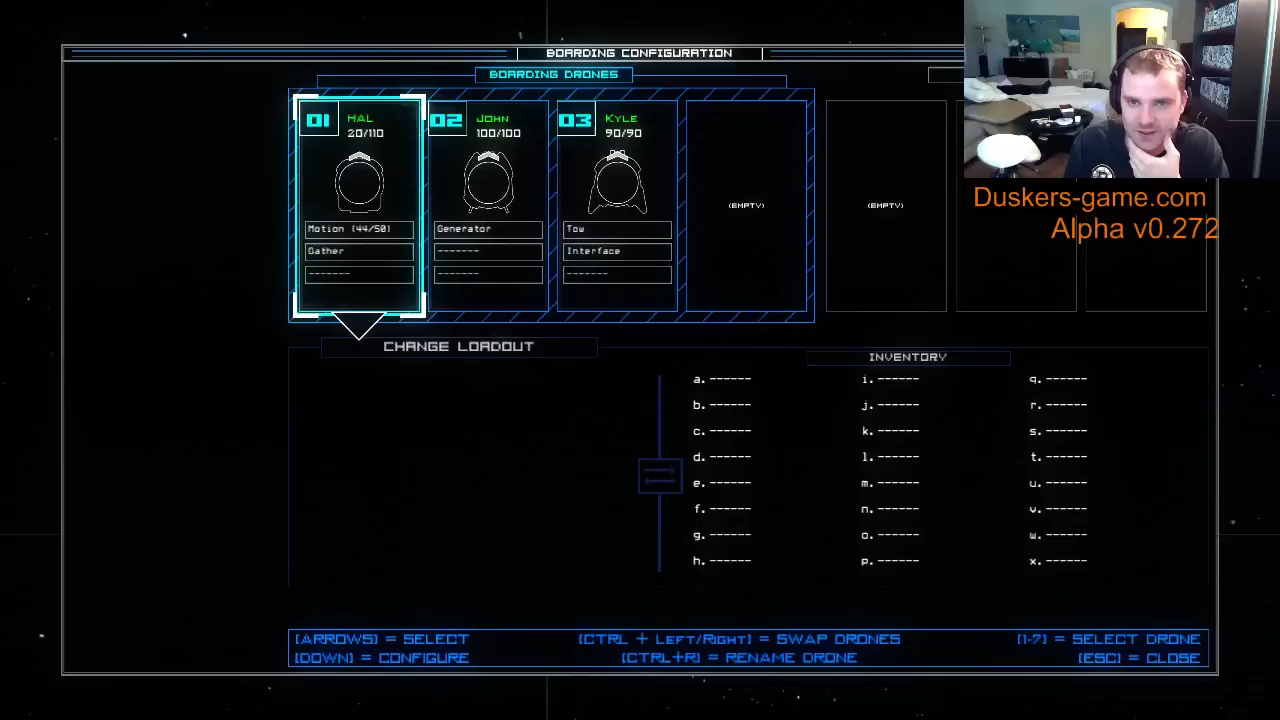 BOARDING CONFIGURATION
BOARDING DRONES
01 HAL
20/110
Motion (44/50)
Gather
-------
02 JOHN
100/100
Generator
-------
-------
03 KYLE
90/90
Tow
Interface
-------
(EMPTY)
(EMPTY)
Duskers-game.com
Alpha v0.272
CHANGE LOADOUT
INVENTORY
a. ------ i. ------ q. ------
b. ------ j. ------ r. ------
c. ------ k. ------ s. ------
d. ------ l. ------ t. ------
e. ------ m. ------ u. ------
f. ------ n. ------ v. ------
g. ------ o. ------ w. ------
h. ------ p. ------ x. ------
[ARROWS] = SELECT [CTRL + LEFT/RIGHT] = SWAP DRONES [1-7] = SELECT DRONE
[DOWN] = CONFIGURE [CTRL+R] = RENAME DRONE [ESC] = CLOSE